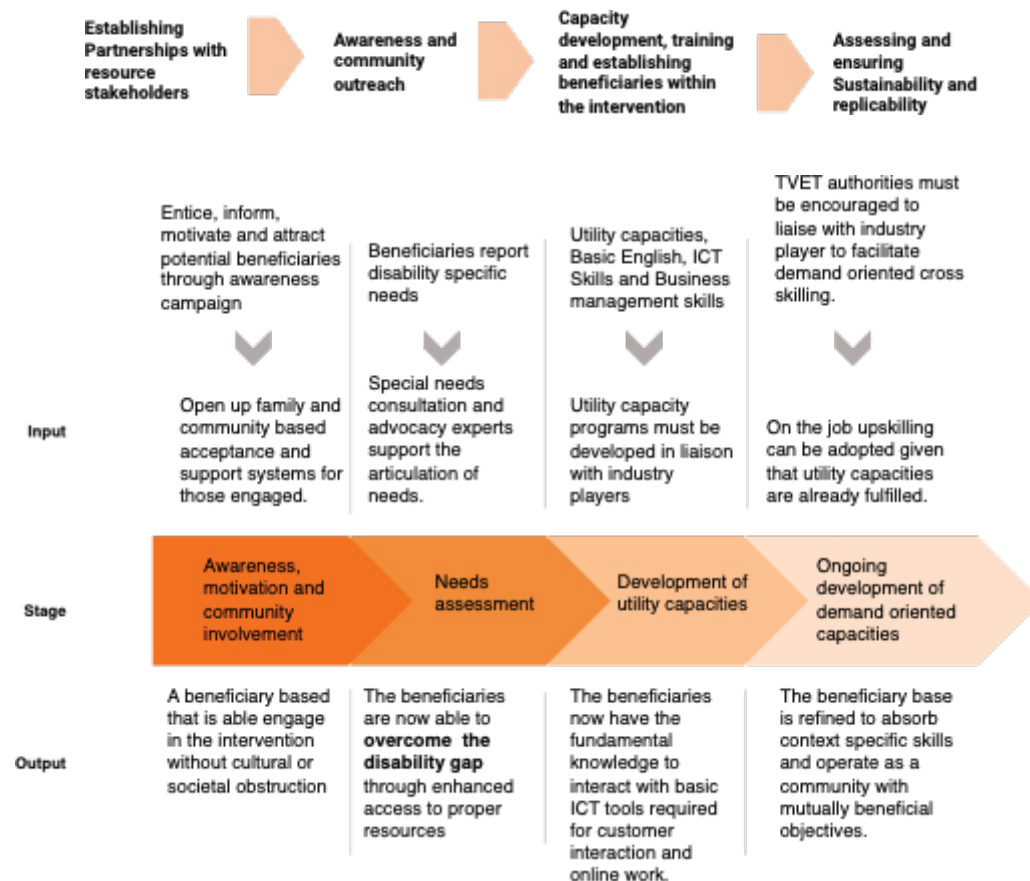 Establishing
Partnerships with
resource
stakeholders
Awareness and
community
outreach
Capacity
development, training
and establishing
beneficiaries within
the intervention
Assessing and
ensuring
Sustainability and
replicability
Entice, inform,
motivate and attract
potential beneficiaries
through awareness
campaign
Beneficiaries report
disability specific
needs
Utility capacities,
Basic English, ICT
Skills and Business
management skills
TVET authorities must
be encouraged to
liaise with industry
player to facilitate
demand oriented cross
skilling.
Input
Open up family and
community based
acceptance and
support systems for
those engaged.
Special needs
consultation and
advocacy experts
support the
articulation of
needs.
Utility capacity
programs must be
developed in liaison
with industry
players
On the job upskilling
can be adopted given
that utility capacities
are already fulfilled.
Stage
Awareness,
motivation and
community
involvement
Needs
assessment
Development of
utility capacities
Ongoing
development of
demand oriented
capacities
Output
A beneficiary based
that is able engage
in the intervention
without cultural or
societal obstruction
The beneficiaries
are now able to
overcome the
disability gap
through enhanced
access to proper
resources
The beneficiaries
now have the
fundamental
knowledge to
interact with basic
ICT tools required
for customer
interaction and
online work.
The beneficiary base
is refined to absorb
context specific skills
and operate as a
community with
mutually beneficial
objectives.